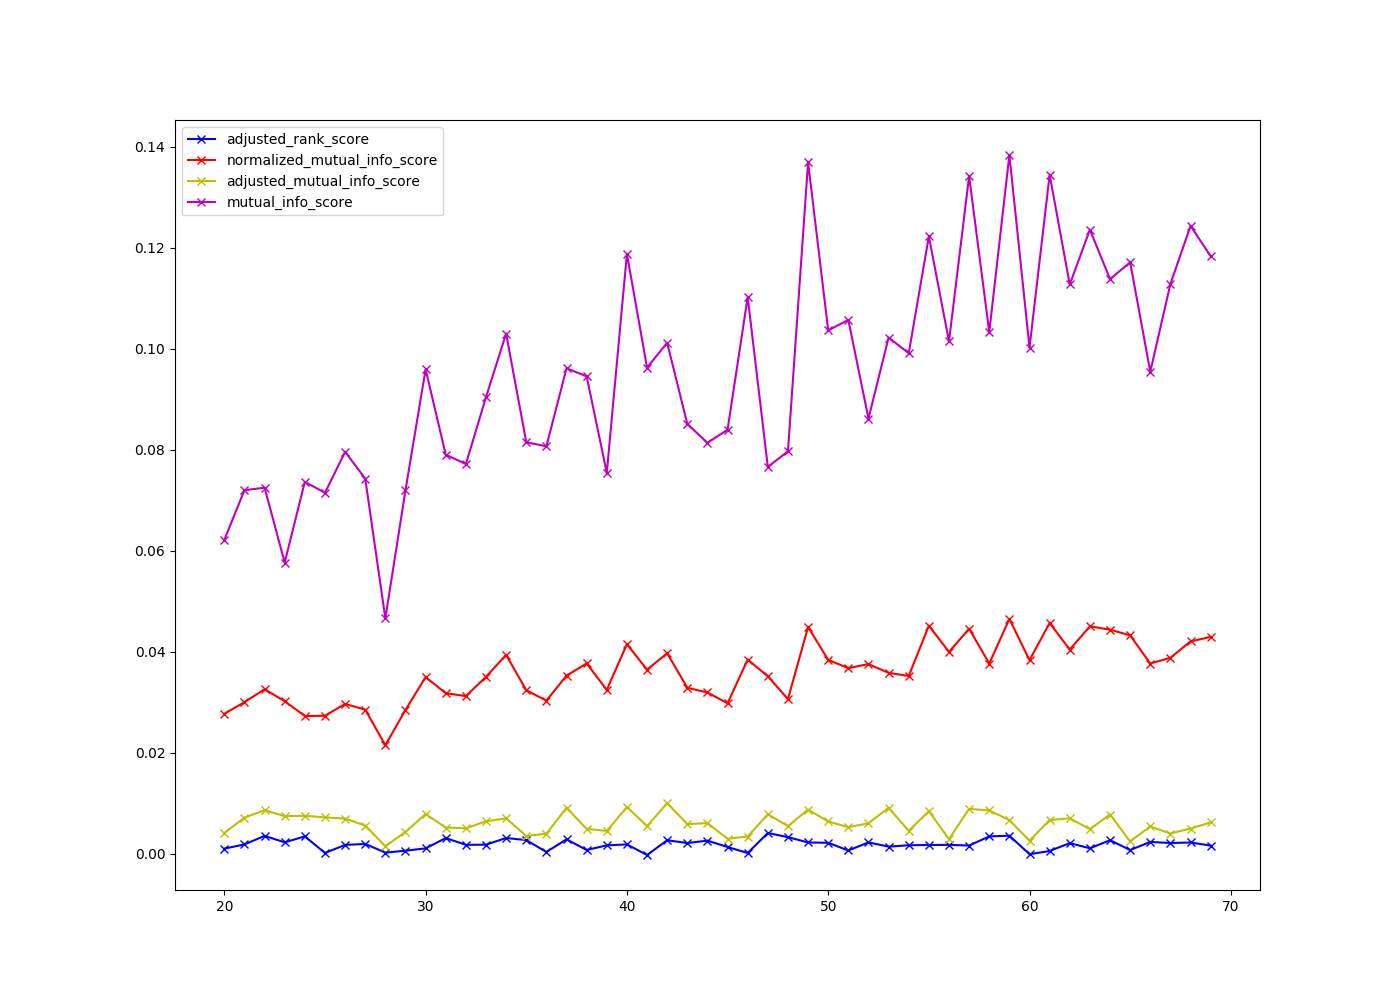 adjusted_rank_score
normalized_mutual_info_score
adjusted_mutual_info_score
mutual_info_score
0.14
0.12
0.10
0.08
0.06
0.04
0.02
0.00
20 30 40 50 60 70